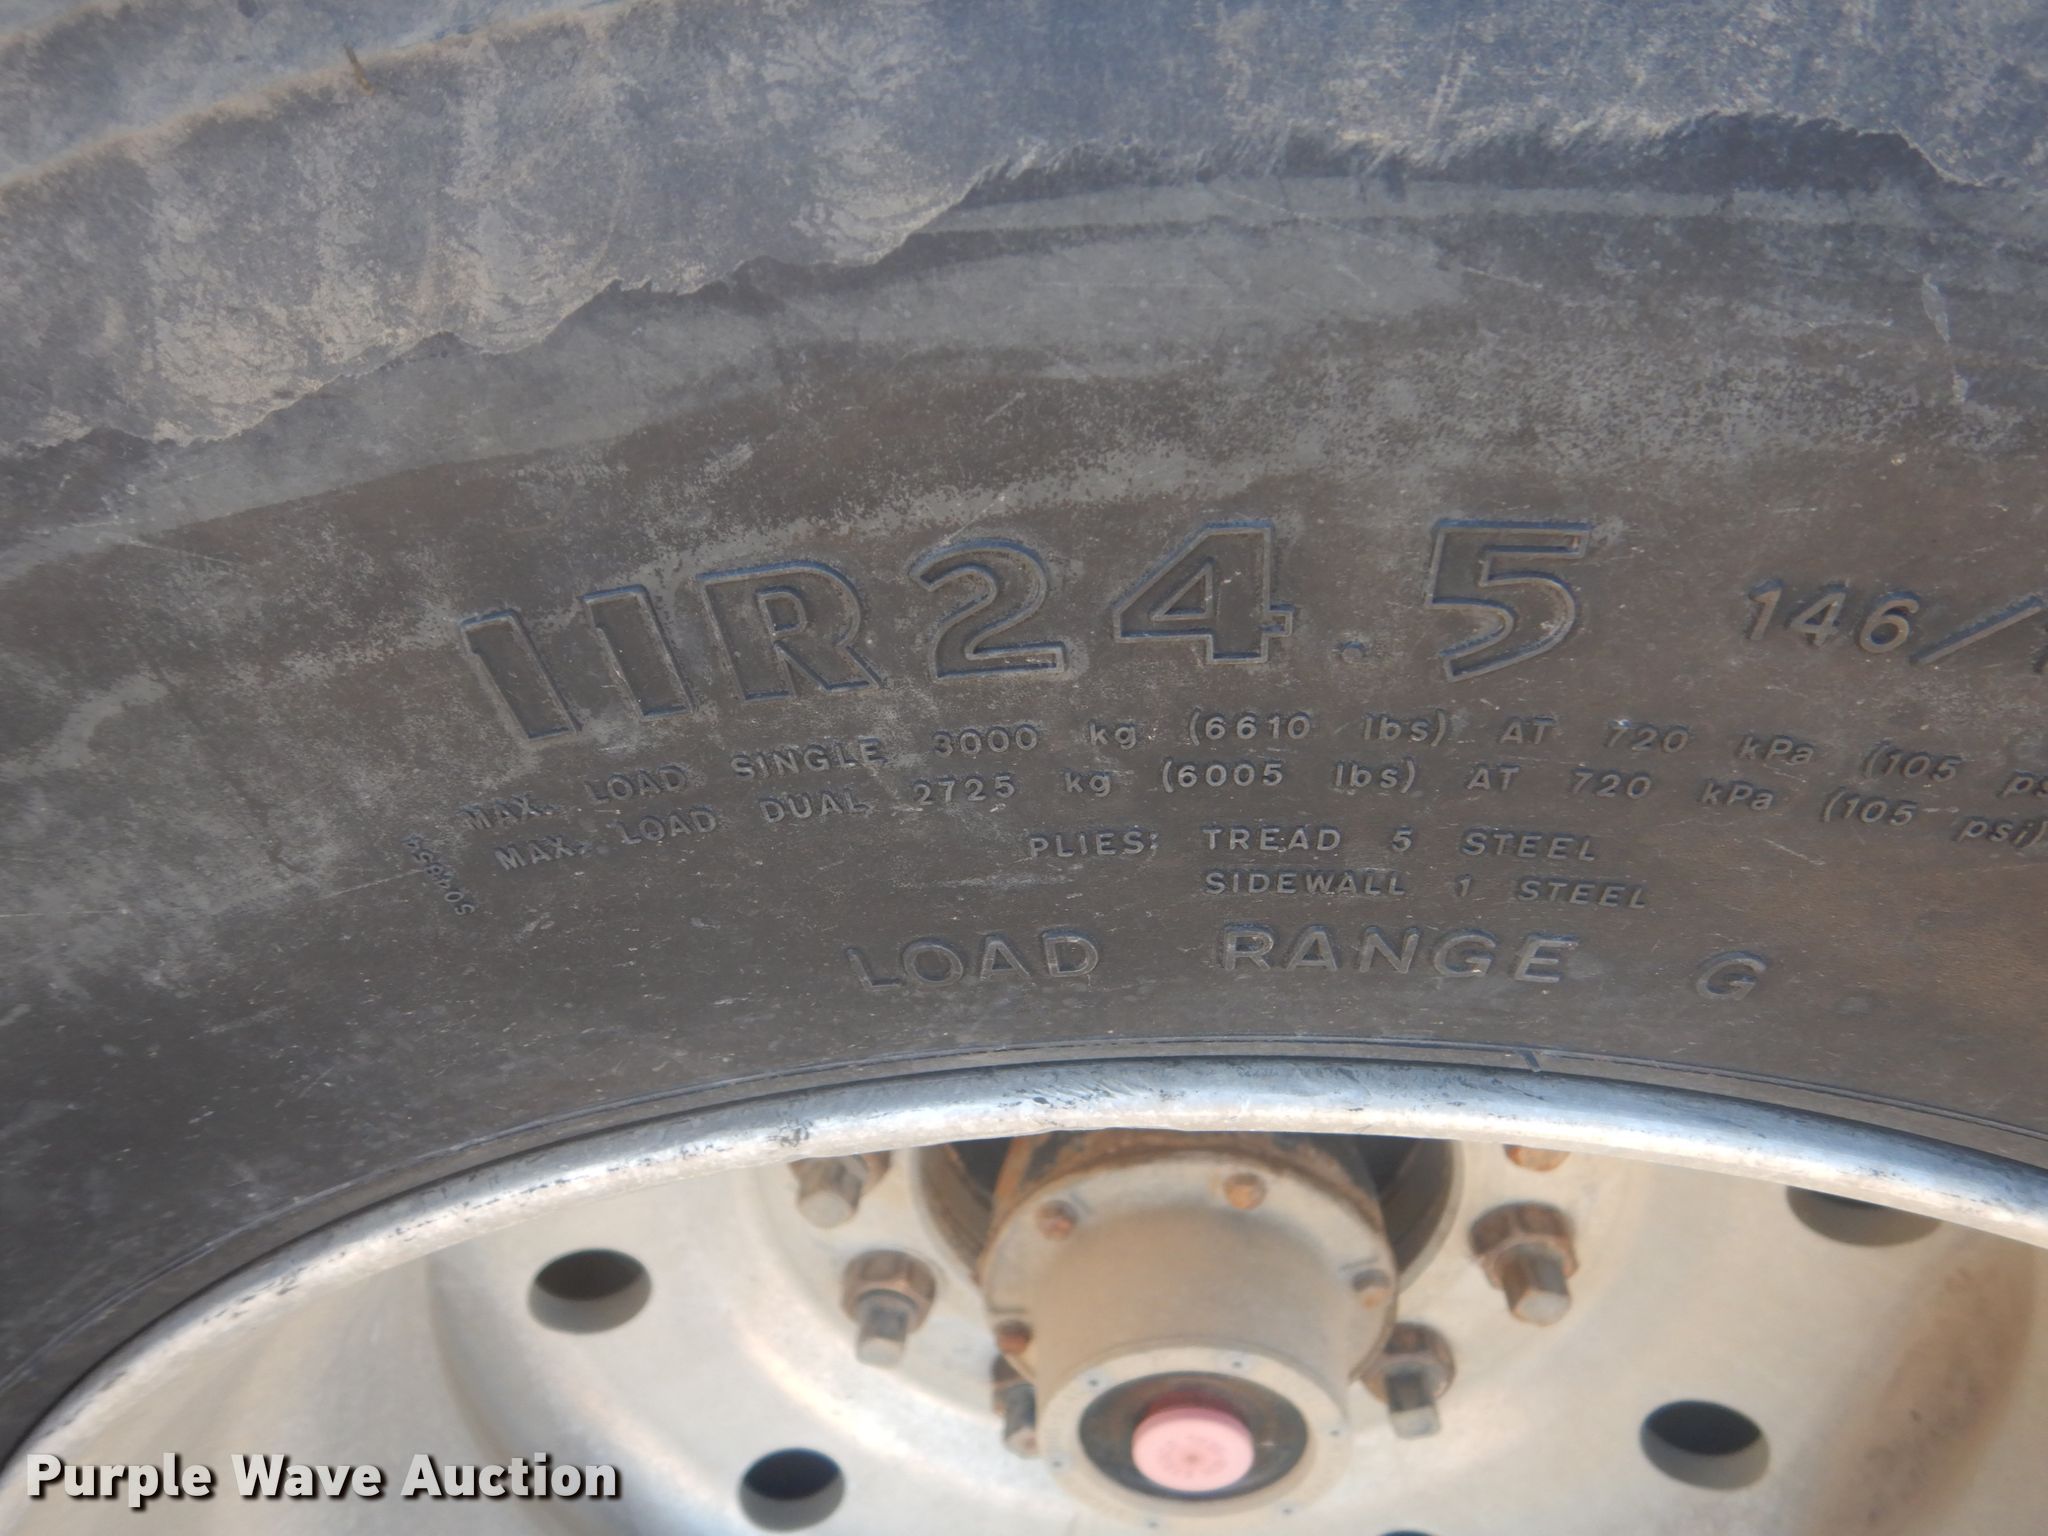 11R24.5 146/1
MAX. LOAD SINGLE 3000 kg (6610 lbs) AT 720 kPa (105 ps
MAX. LOAD DUAL 2725 kg (6005 lbs) AT 720 kPa (105 psi)
PLIES: TREAD 5 STEEL
SIDEWALL 1 STEEL
LOAD RANGE G
Purple Wave Auction